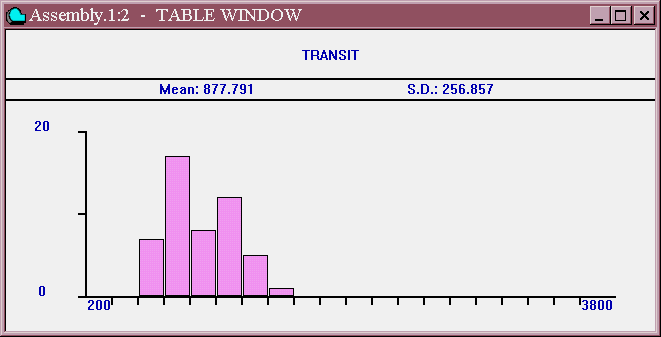 Assembly.1:2 - TABLE WINDOW
TRANSIT
Mean: 877.791 S.D.: 256.857
20
0
200 3800